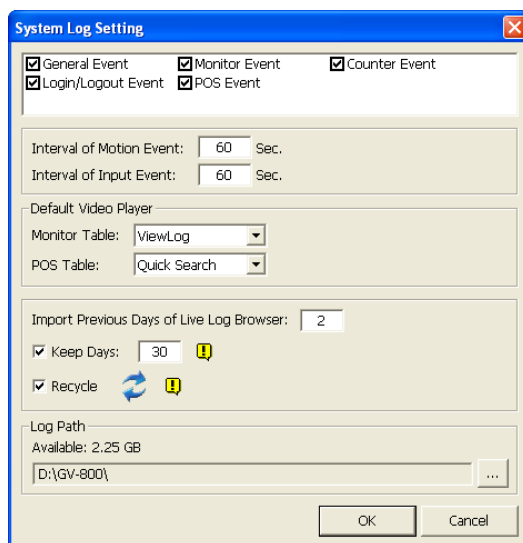 System Log Setting
General Event Monitor Event Counter Event
Login/Logout Event POS Event
Interval of Motion Event: 60 Sec.
Interval of Input Event: 60 Sec.
Default Video Player
Monitor Table: ViewLog
POS Table: Quick Search
Import Previous Days of Live Log Browser: 2
Keep Days: 30
Recycle
Log Path
Available: 2.25 GB
D:\GV-800\
...
OK Cancel